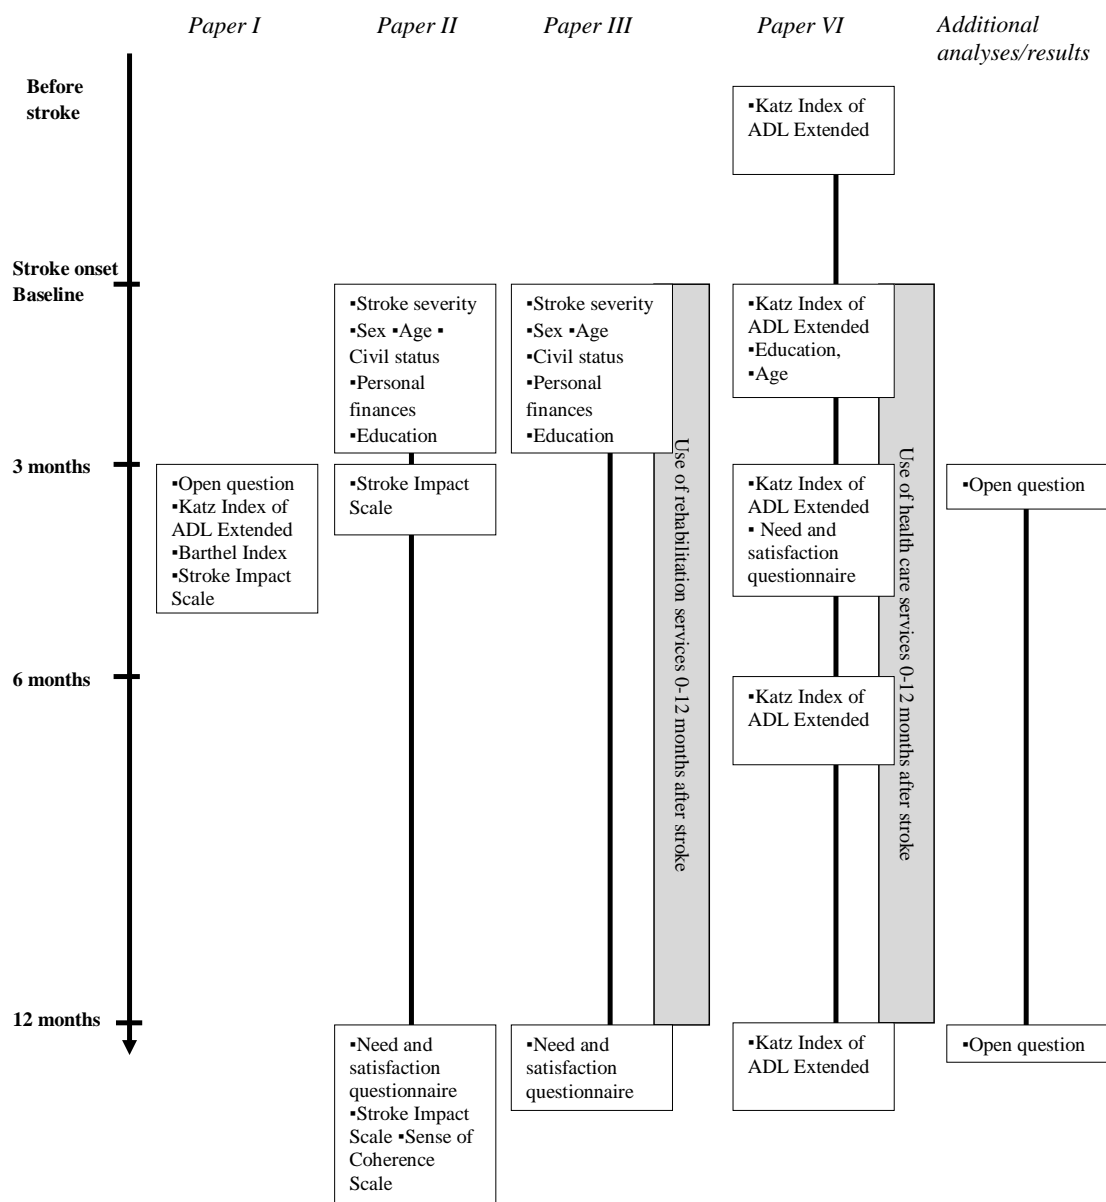 Paper I
Paper II
Paper III
Paper VI
Additional
analyses/results
Before
stroke
▪Katz Index of
ADL Extended
Stroke onset
Baseline
▪Stroke severity
▪Sex ▪Age ▪
Civil status
▪Personal
finances
▪Education
▪Stroke severity
▪Sex ▪Age
▪Civil status
▪Personal
finances
▪Education
Use of rehabilitation services 0-12 months after stroke
▪Katz Index of
ADL Extended
▪Education,
▪Age
Use of health care services 0-12 months after stroke
3 months
▪Open question
▪Katz Index of
ADL Extended
▪Barthel Index
▪Stroke Impact
Scale
▪Stroke Impact
Scale
▪Katz Index of
ADL Extended
▪ Need and
satisfaction
questionnaire
▪Open question
6 months
▪Katz Index of
ADL Extended
12 months
▪Need and
satisfaction
questionnaire
▪Stroke Impact
Scale ▪Sense of
Coherence
Scale
▪Need and
satisfaction
questionnaire
▪Katz Index of
ADL Extended
▪Open question